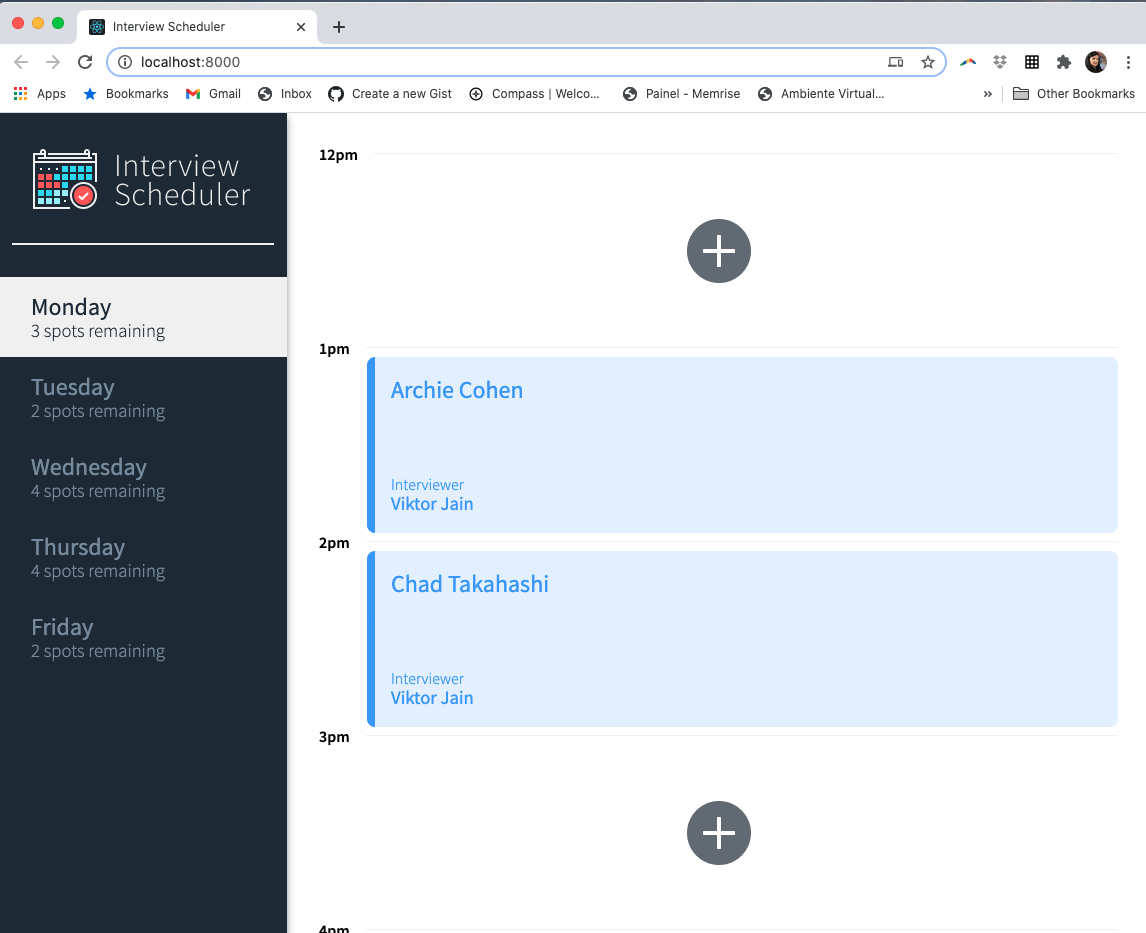 Interview Scheduler
localhost:8000
Apps Bookmarks Gmail Inbox Create a new Gist Compass | Welco... Painel - Memrise Ambiente Virtual... » Other Bookmarks
Interview
Scheduler
Monday
3 spots remaining
Tuesday
2 spots remaining
Wednesday
4 spots remaining
Thursday
4 spots remaining
Friday
2 spots remaining
12pm
1pm
Archie Cohen
Interviewer
Viktor Jain
2pm
Chad Takahashi
Interviewer
Viktor Jain
3pm
4pm